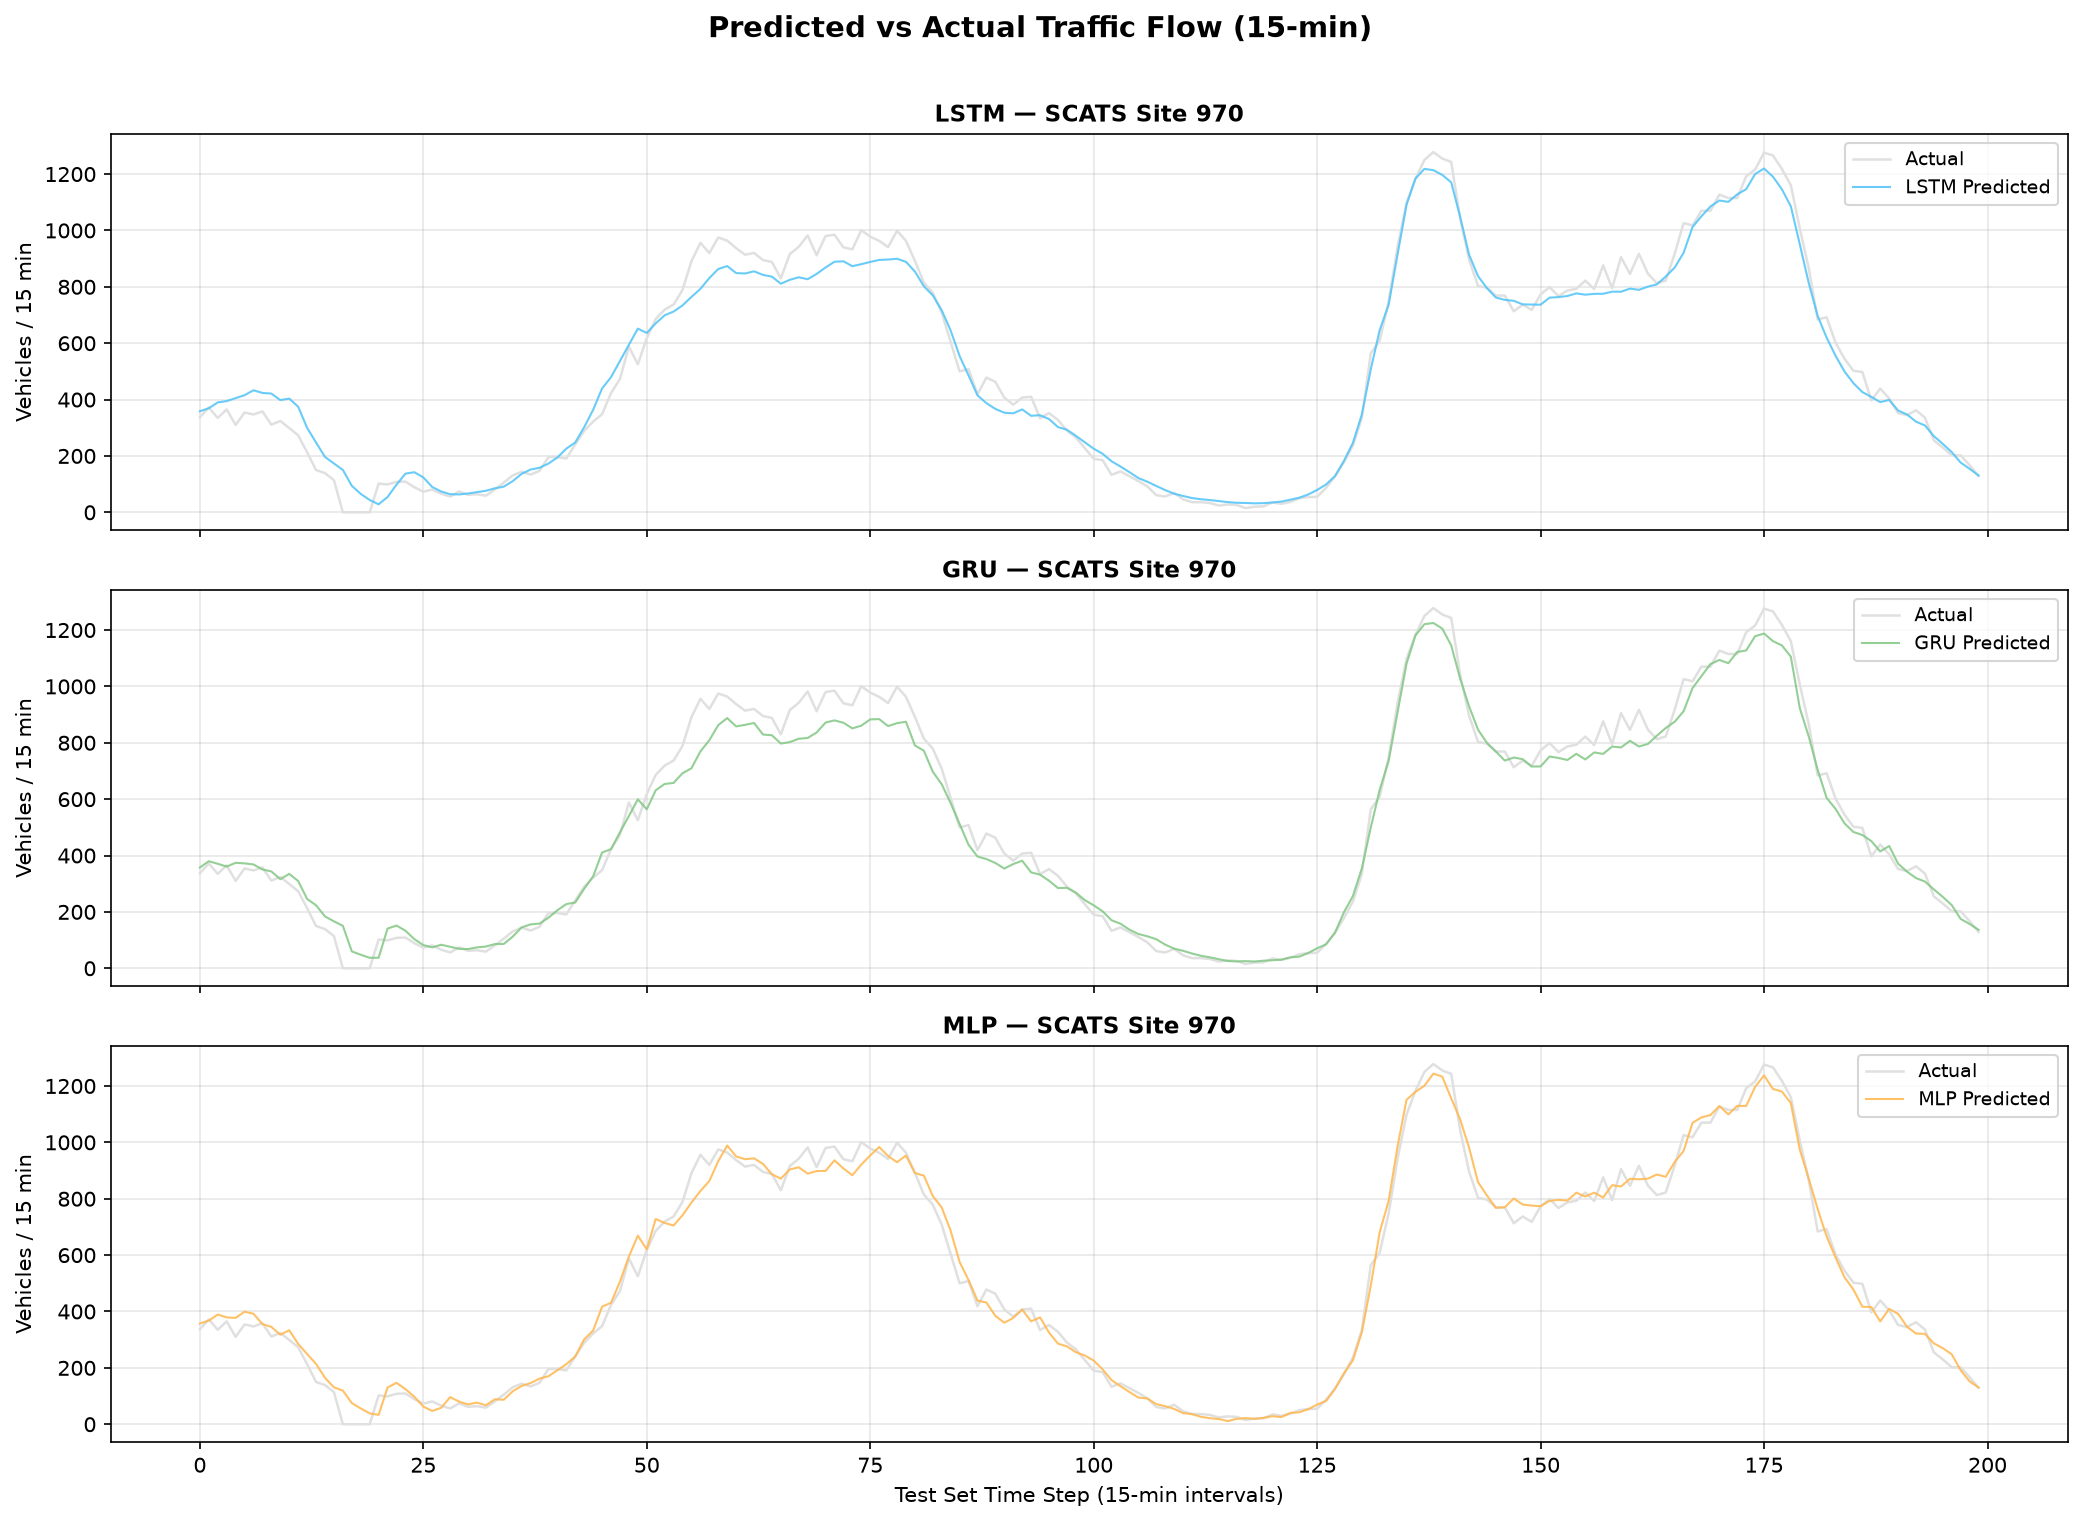 Predicted vs Actual Traffic Flow (15-min)
LSTM — SCATS Site 970
Vehicles / 15 min
1200
1000
800
600
400
200
0
Actual
LSTM Predicted
GRU — SCATS Site 970
Vehicles / 15 min
1200
1000
800
600
400
200
0
Actual
GRU Predicted
MLP — SCATS Site 970
Vehicles / 15 min
1200
1000
800
600
400
200
0
Actual
MLP Predicted
0 25 50 75 100 125 150 175 200
Test Set Time Step (15-min intervals)